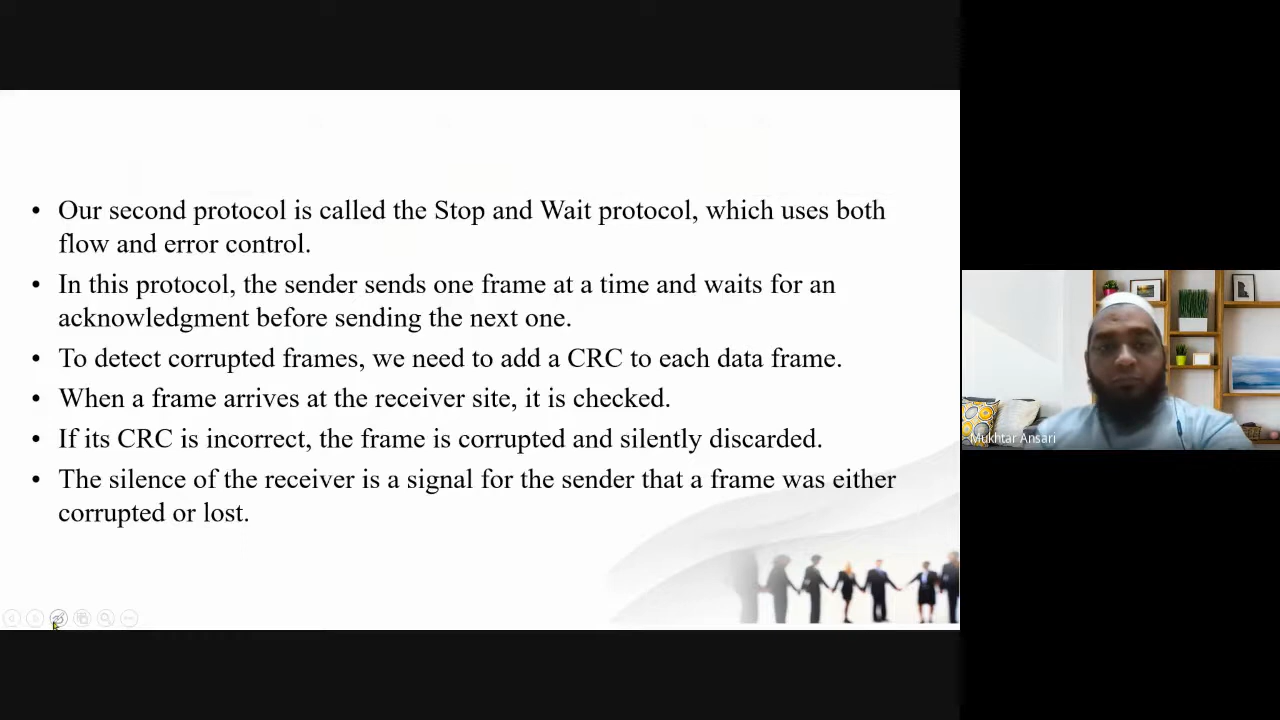 • Our second protocol is called the Stop and Wait protocol, which uses both
flow and error control.
• In this protocol, the sender sends one frame at a time and waits for an
acknowledgment before sending the next one.
• To detect corrupted frames, we need to add a CRC to each data frame.
• When a frame arrives at the receiver site, it is checked.
• If its CRC is incorrect, the frame is corrupted and silently discarded.
• The silence of the receiver is a signal for the sender that a frame was either
corrupted or lost.
Mukhtar Ansari